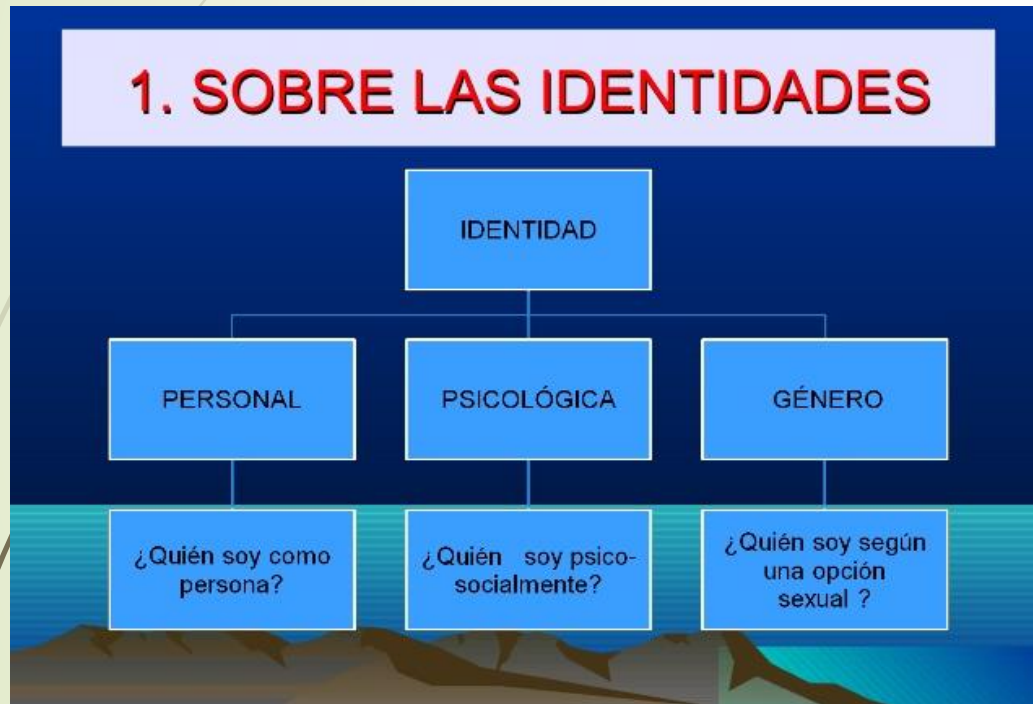 1. SOBRE LAS IDENTIDADES
IDENTIDAD
PERSONAL
PSICOLÓGICA
GÉNERO
¿Quién soy como
persona?
¿Quién soy psico-
socialmente?
¿Quién soy según
una opción
sexual ?